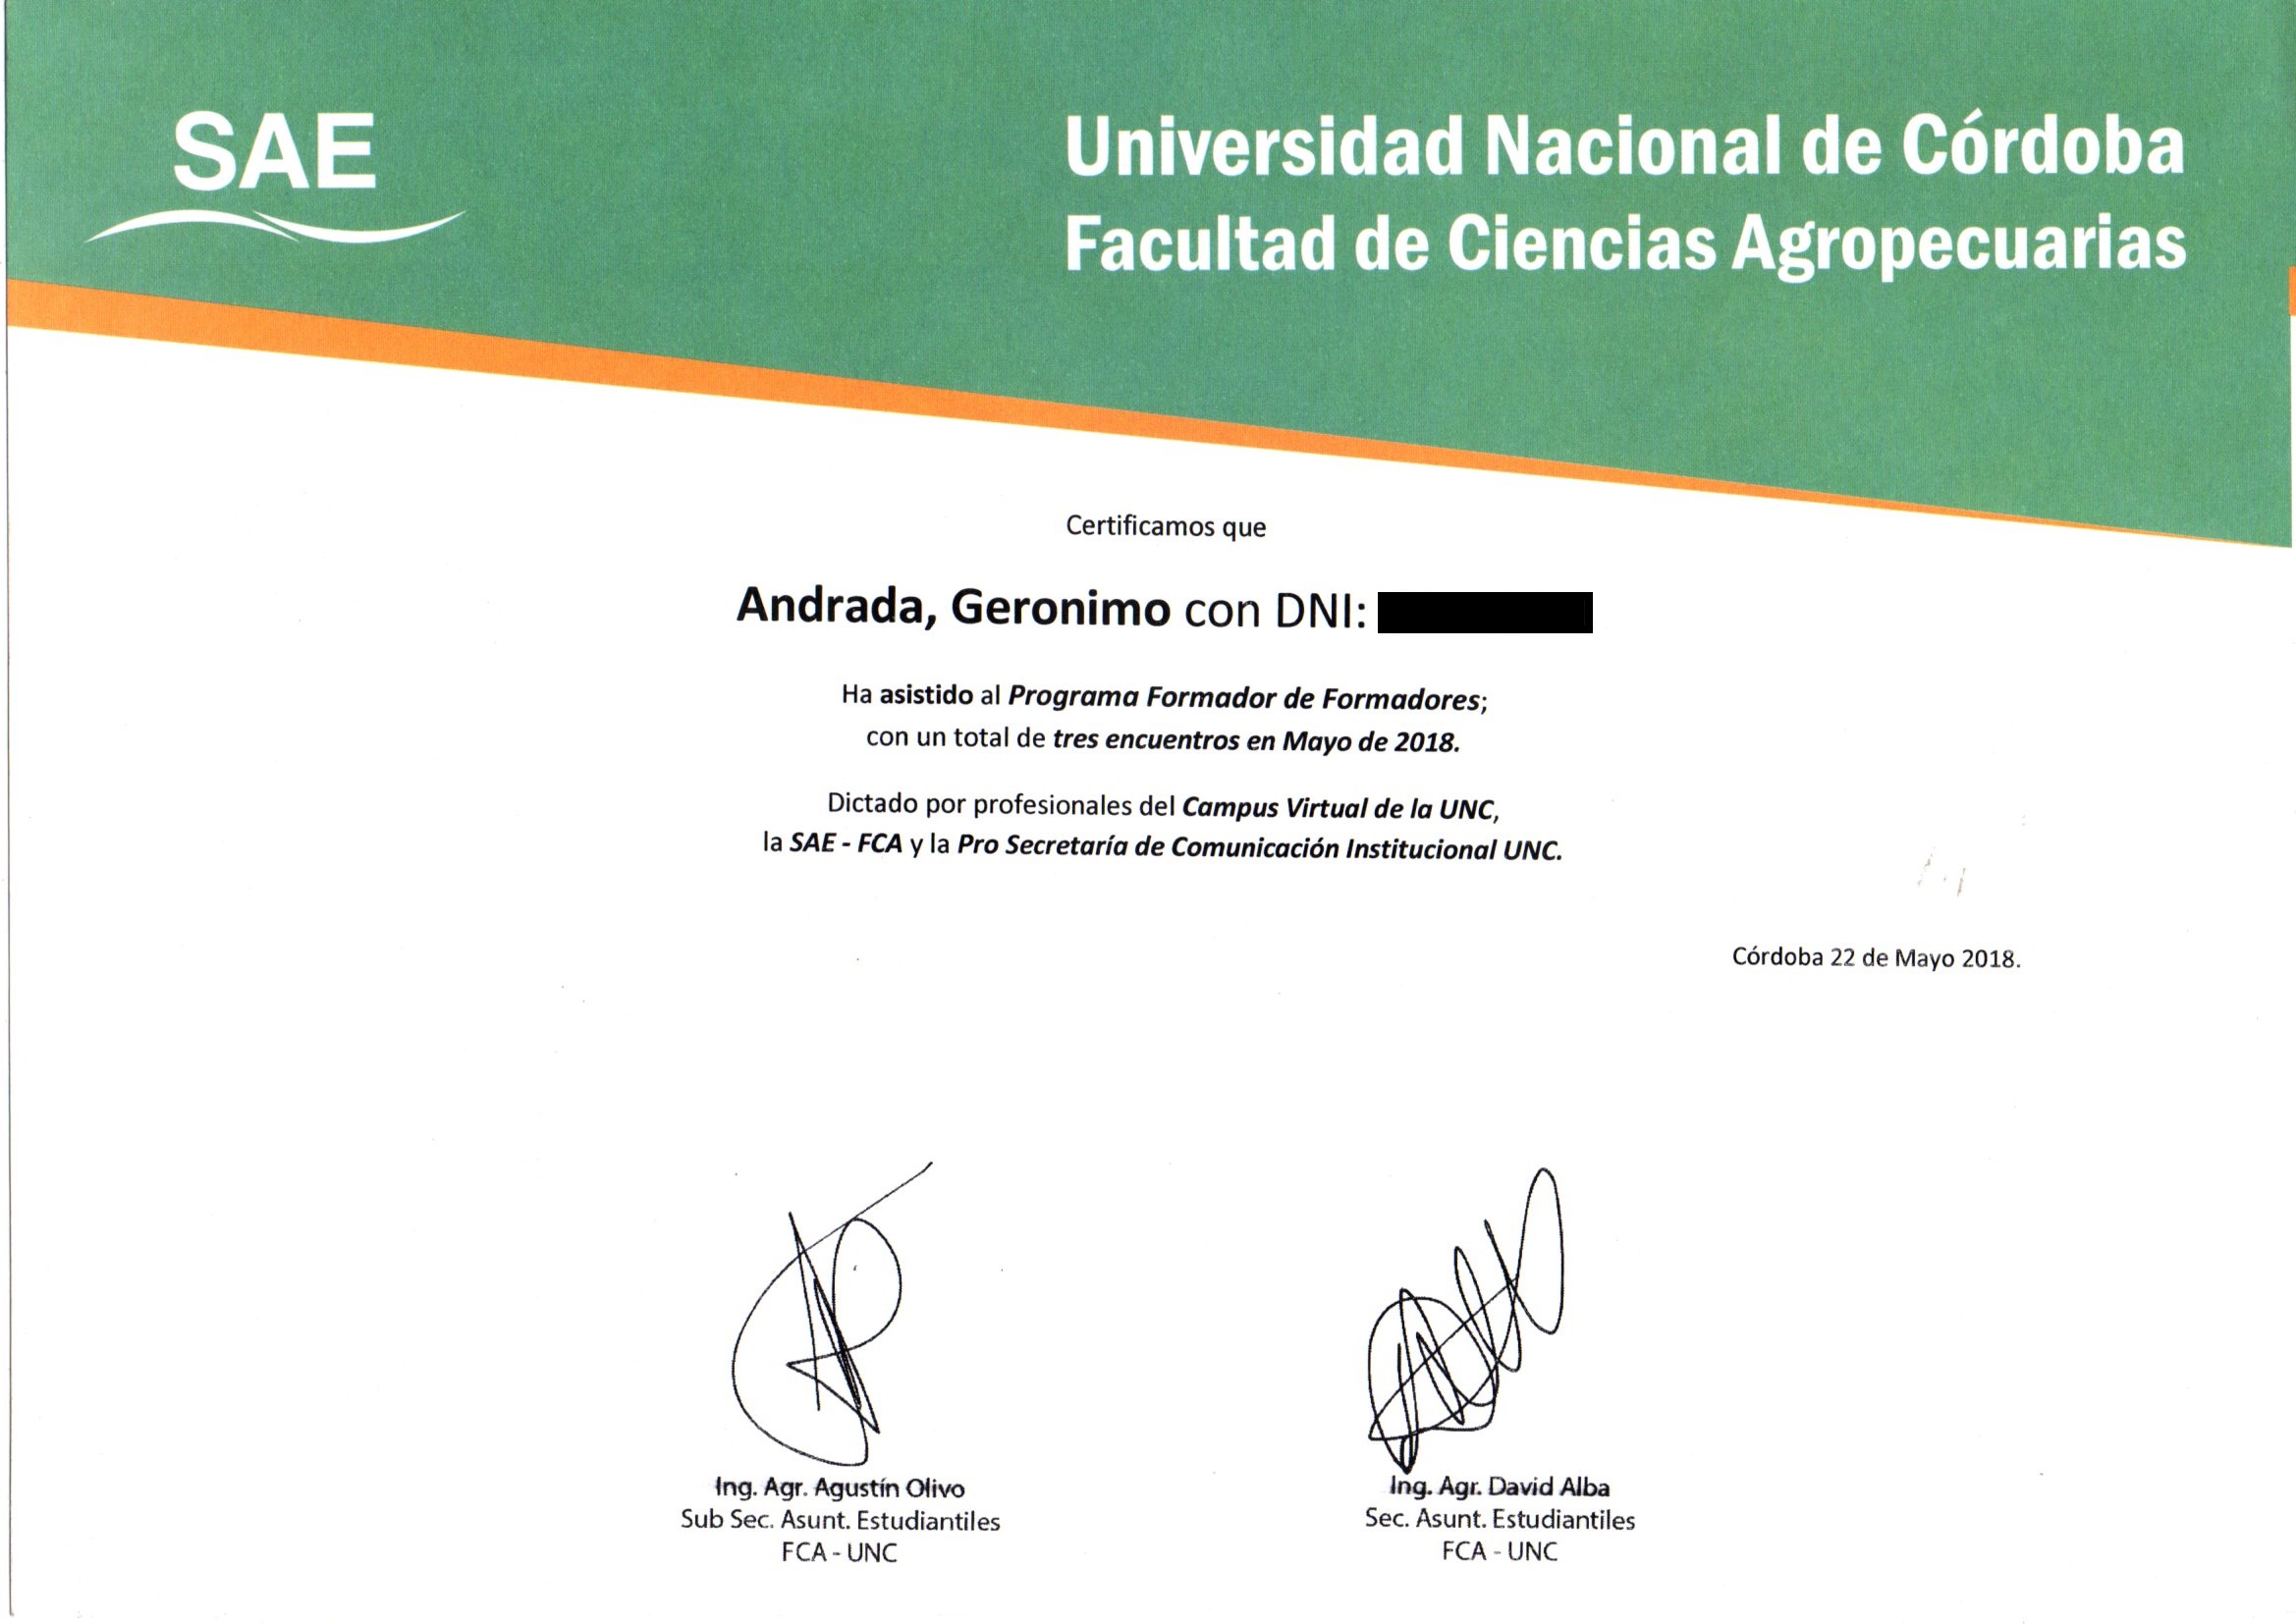 SAE
Universidad Nacional de Córdoba
Facultad de Ciencias Agropecuarias
Certificamos que
Andrada, Geronimo con DNI:
Ha asistido al Programa Formador de Formadores;
con un total de tres encuentros en Mayo de 2018.
Dictado por profesionales del Campus Virtual de la UNC,
la SAE - FCA y la Pro Secretaría de Comunicación Institucional UNC.
Córdoba 22 de Mayo 2018.
Ing. Agr. Agustín Olivo
Sub Sec. Asunt. Estudiantiles
FCA - UNC
Ing. Agr. David Alba
Sec. Asunt. Estudiantiles
FCA - UNC